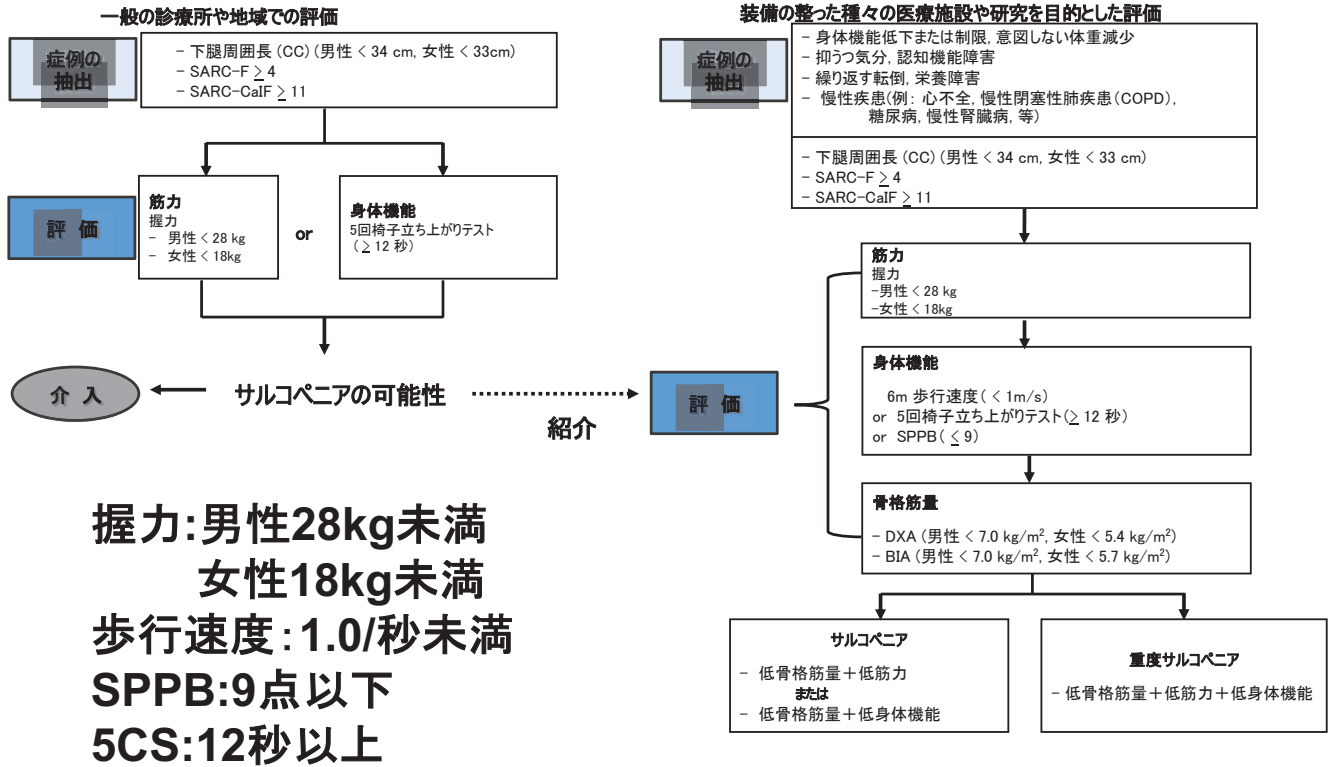 一般の診療所や地域での評価
症例の
抽出
- 下腿周囲長 (CC) (男性 < 34 cm, 女性 < 33cm)
- SARC-F ≥ 4
- SARC-CalF ≥ 11
評 価
筋力
握力
- 男性 < 28 kg
- 女性 < 18kg
or
身体機能
5回椅子立ち上がりテスト
(≥ 12 秒)
介 入
サルコペニアの可能性
紹介
握力:男性28kg未満
女性18kg未満
歩行速度:1.0/秒未満
SPPB:9点以下
5CS:12秒以上
装備の整った種々の医療施設や研究を目的とした評価
症例の
抽出
- 身体機能低下または制限, 意図しない体重減少
- 抑うつ気分, 認知機能障害
- 繰り返す転倒, 栄養障害
- 慢性疾患(例: 心不全, 慢性閉塞性肺疾患(COPD),
糖尿病, 慢性腎臓病, 等)
- 下腿周囲長 (CC) (男性 < 34 cm, 女性 < 33 cm)
- SARC-F ≥ 4
- SARC-CalF ≥ 11
評 価
筋力
握力
-男性 < 28 kg
-女性 < 18kg
身体機能
6m 歩行速度( < 1m/s)
or 5回椅子立ち上がりテスト(≥ 12 秒)
or SPPB( ≤ 9)
骨格筋量
- DXA (男性 < 7.0 kg/m², 女性 < 5.4 kg/m²)
- BIA (男性 < 7.0 kg/m², 女性 < 5.7 kg/m²)
サルコペニア
- 低骨格筋量+低筋力
または
- 低骨格筋量+低身体機能
重度サルコペニア
- 低骨格筋量+低筋力+低身体機能